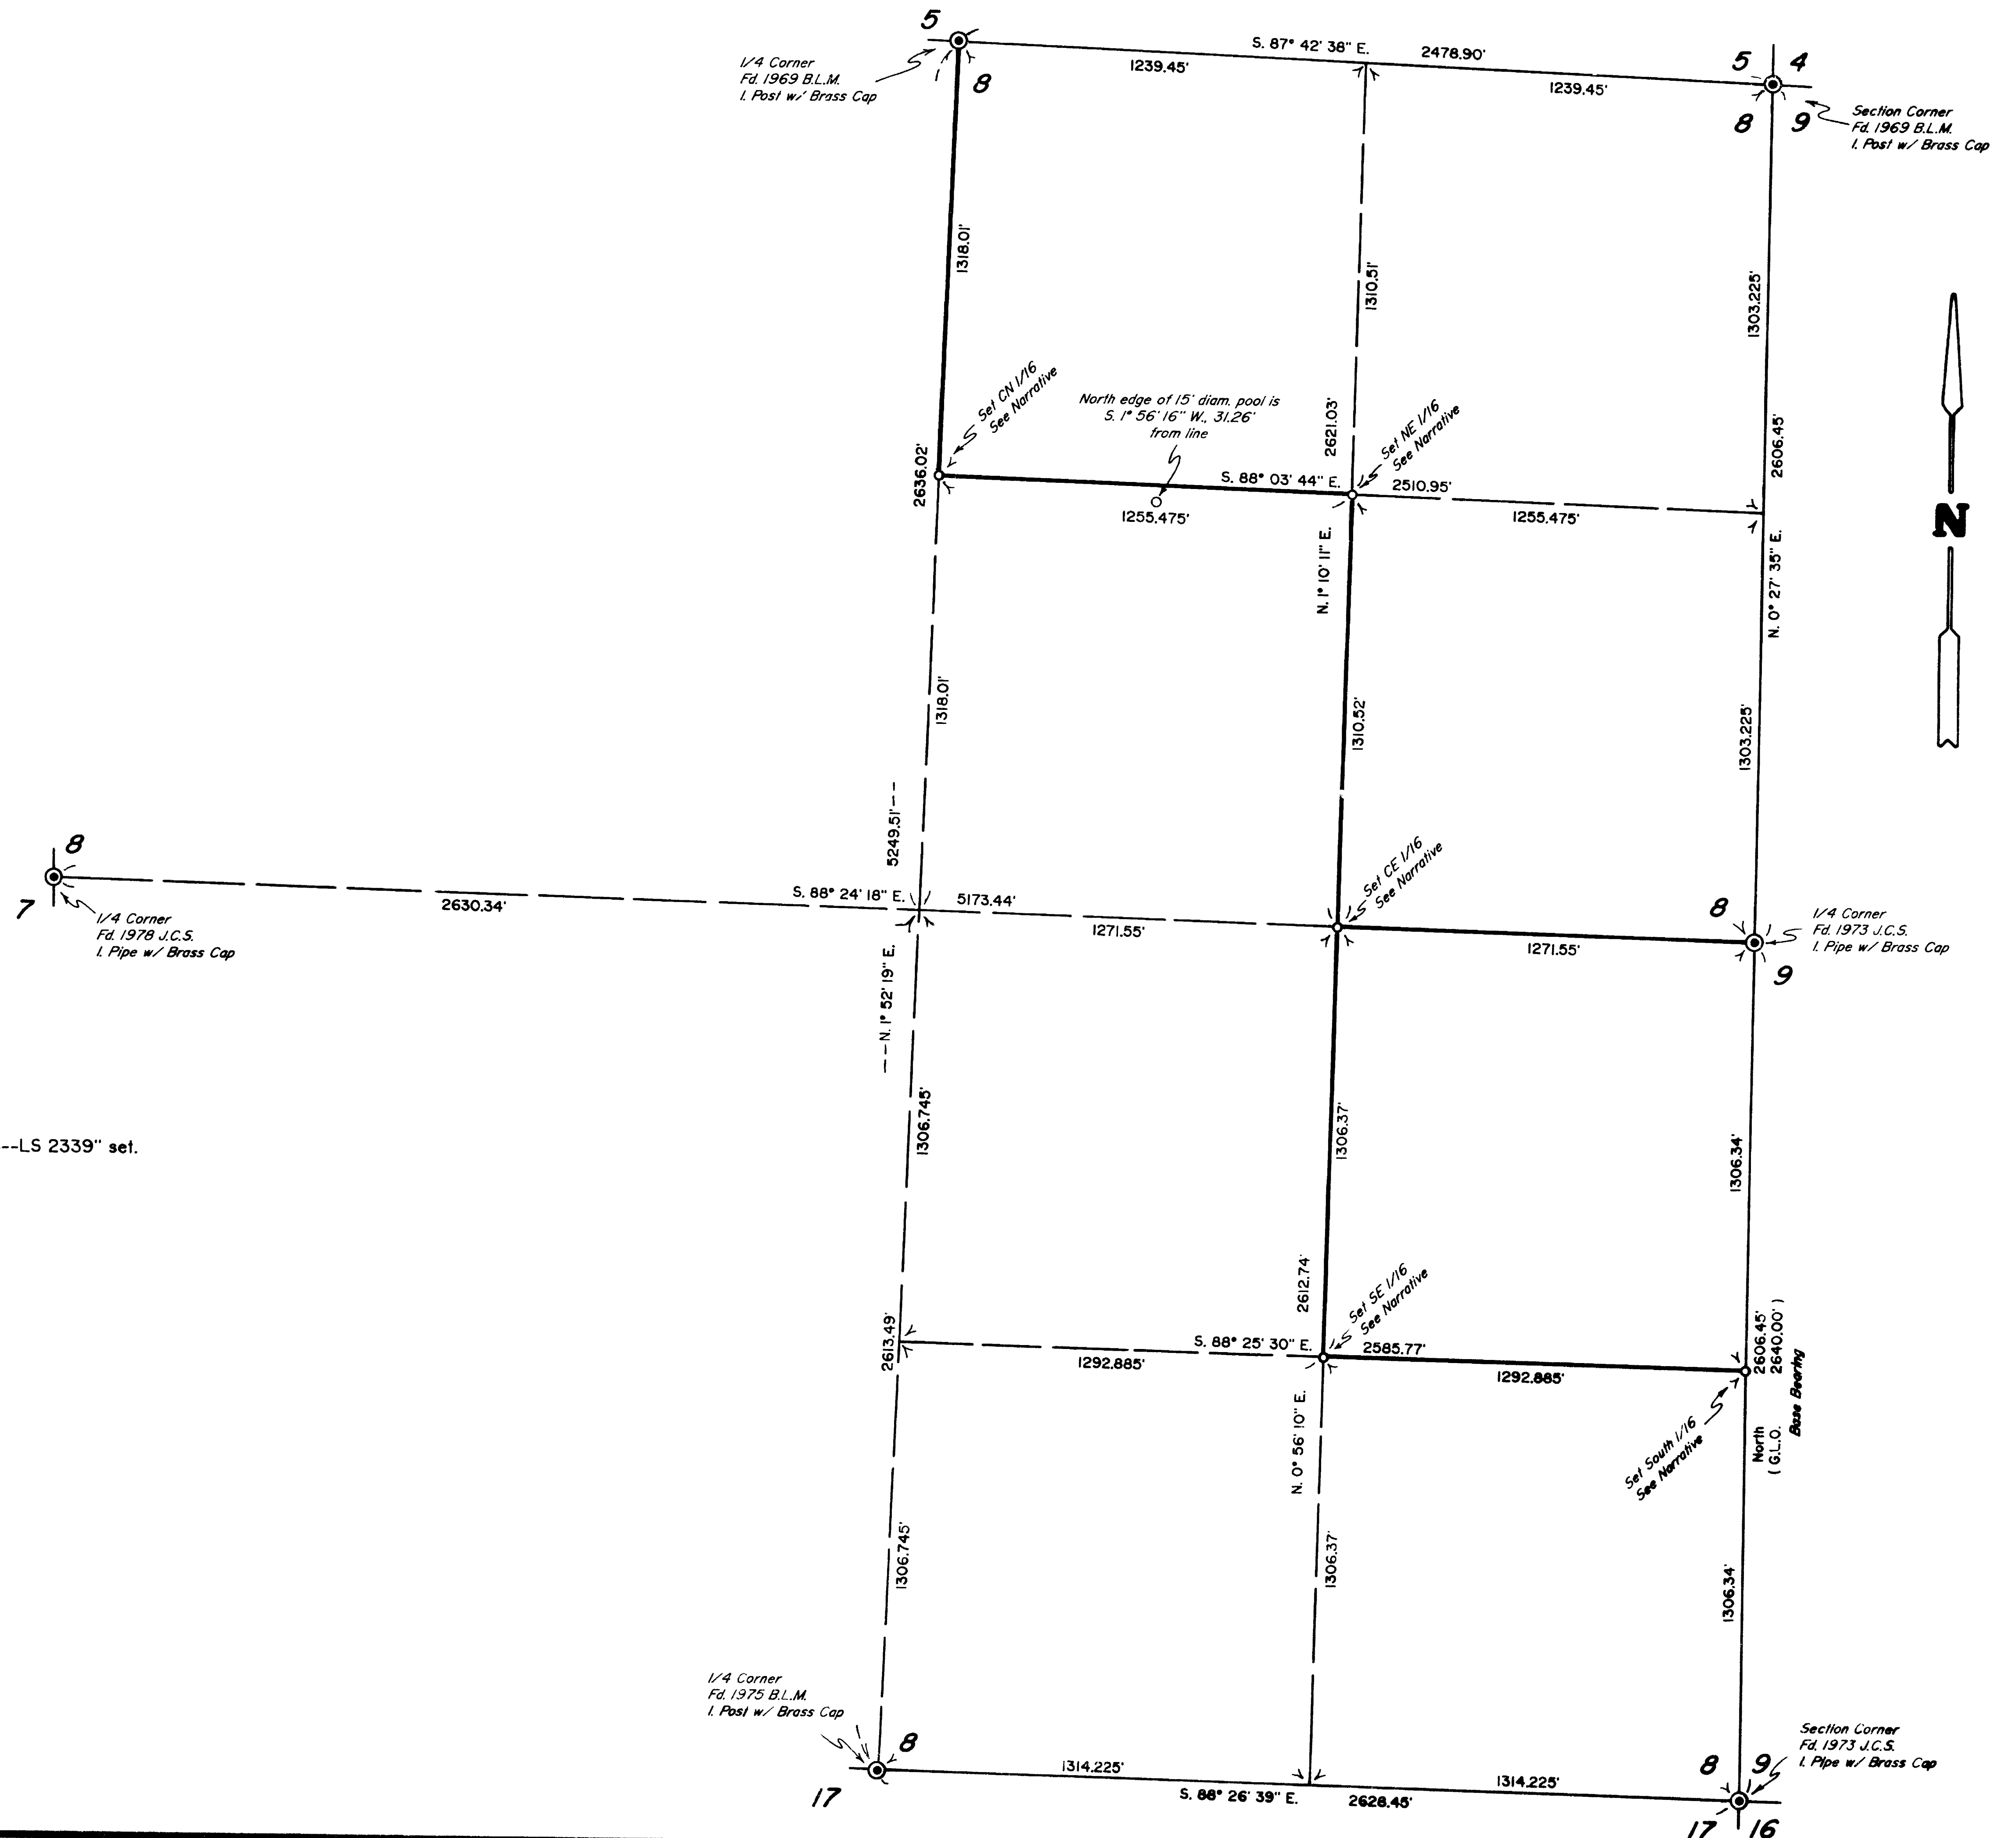 5
S. 87° 42' 38" E.
2478.90'
1239.45'
1239.45'
1/4 Corner
Fd. 1969 B.L.M.
I. Post w/ Brass Cap
8
5
4
8
9
Section Corner
Fd. 1969 B.L.M.
I. Post w/ Brass Cap
1318.01'
1310.51'
1303.225'
Set CN 1/16
See Narrative
North edge of 15' diam. pool is
S. 1° 56' 16" W., 31.26'
from line
2621.03'
Set NE 1/16
See Narrative
2606.45'
2636.02'
S. 88° 03' 44" E.
2510.95'
1255.475'
1255.475'
N
N. 1° 10' 11" E.
N. 0° 27' 35" E.
1318.01'
1310.52'
1303.225'
5249.51'---
8
7
1/4 Corner
Fd. 1978 J.C.S.
I. Pipe w/ Brass Cap
2630.34'
S. 88° 24' 18" E.
5173.44'
Set CE 1/16
See Narrative
1271.55'
1271.55'
8
1/4 Corner
Fd. 1973 J.C.S.
I. Pipe w/ Brass Cap
9
---N. 1° 52' 19" E.
--LS 2339" set.
1306.745'
1306.37'
1306.34'
2613.49'
2612.74'
Set SE 1/16
See Narrative
S. 88° 25' 30" E.
2585.77'
1292.885'
1292.885'
2606.45'
2640.00' )
Base Bearing
North
( G.L.O.
Set South 1/16
See Narrative
N. 0° 56' 10" E.
1306.745'
1306.37'
1306.34'
1/4 Corner
Fd. 1975 B.L.M.
I. Post w/ Brass Cap
8
17
1314.225'
1314.225'
S. 88° 26' 39" E.
2628.45'
Section Corner
Fd. 1973 J.C.S.
I. Pipe w/ Brass Cap
8
9
17
16